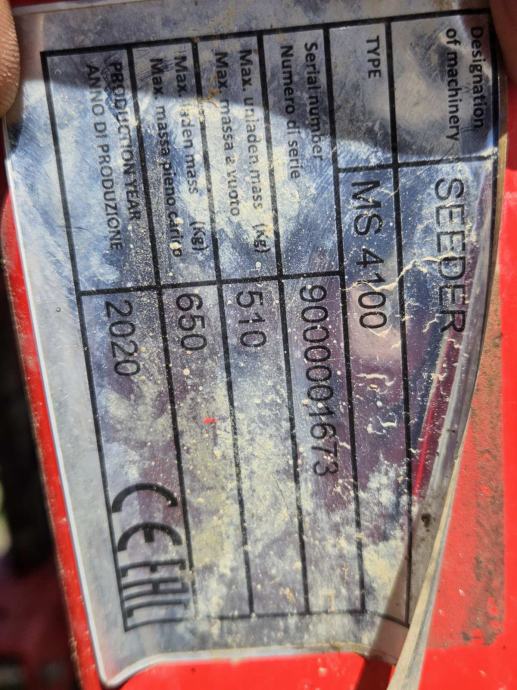 Designation
of machinery
SEEDER
TYPE
MS 4100
Serial number
Numero di serie
9000001673
Max. unladen mass (Kg)
Max. massa a vuoto
510
Max. laden mass (Kg)
Max. massa pieno carico
650
PRODUCTION YEAR
ANNO DI PRODUZIONE
2020
CE EAC